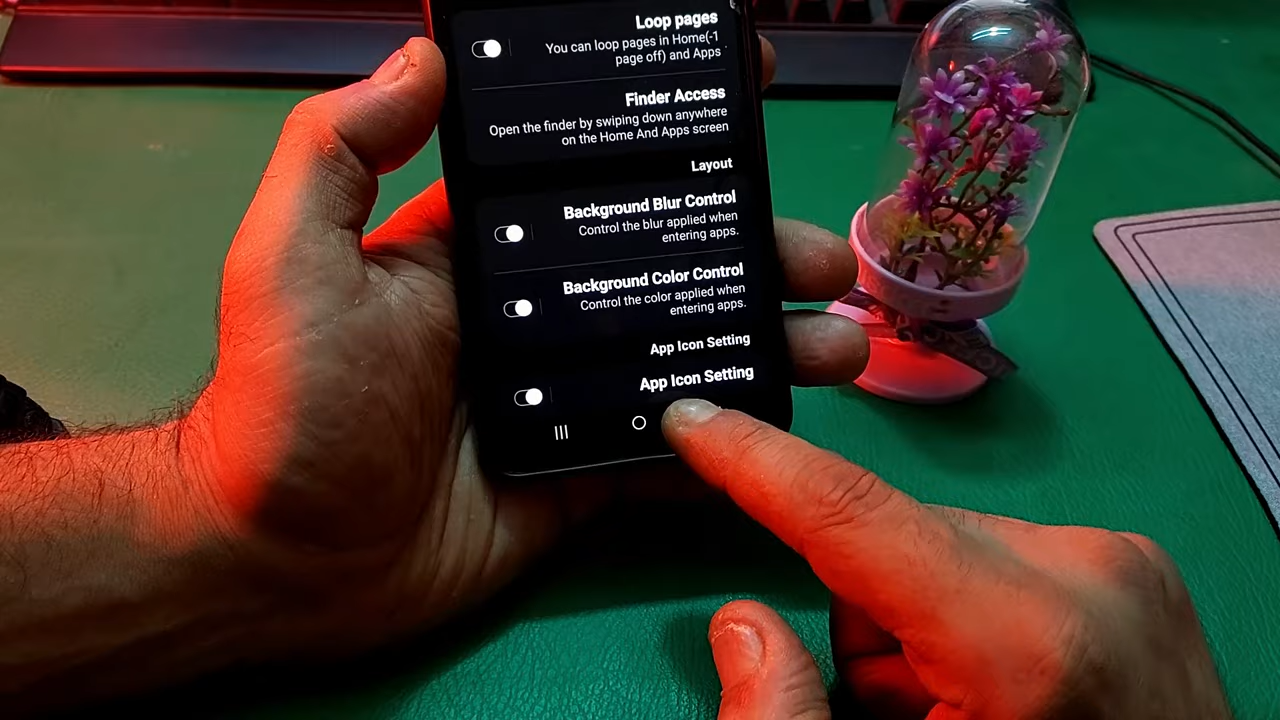 Loop pages
You can loop pages in Home(-1
page off) and Apps
Finder Access
Open the finder by swiping down anywhere
on the Home And Apps screen
Layout
Background Blur Control
Control the blur applied when
entering apps.
Background Color Control
Control the color applied when
entering apps.
App Icon Setting
App Icon Setting